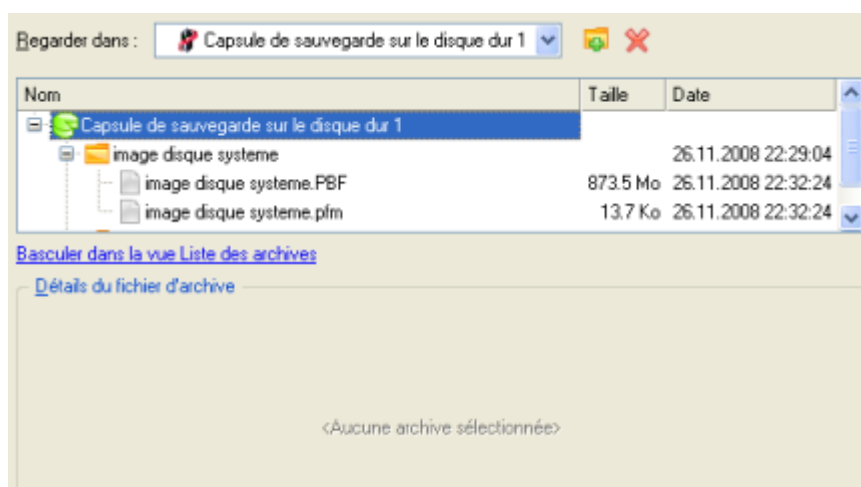 Regarder dans : Capsule de sauvegarde sur le disque dur 1
Nom Taille Date
Capsule de sauvegarde sur le disque dur 1
image disque systeme 26.11.2008 22:29:04
image disque systeme.PBF 873.5 Mo 26.11.2008 22:32:24
image disque systeme.pfm 13.7 Ko 26.11.2008 22:32:24
Basculer dans la vue Liste des archives
Détails du fichier d'archive
<Aucune archive sélectionnée>